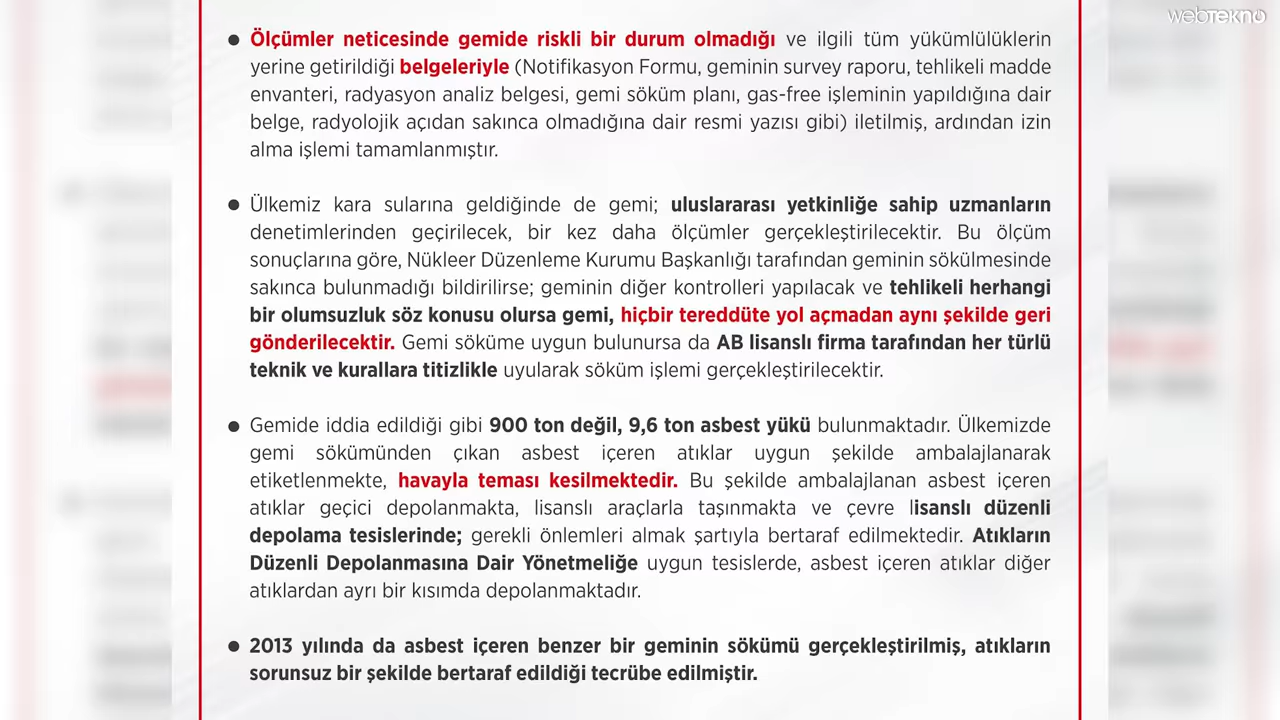 webtekno
Ölçümler neticesinde gemide riskli bir durum olmadığı ve ilgili tüm yükümlülüklerin
yerine getirildiği belgeleriyle (Notifikasyon Formu, geminin survey raporu, tehlikeli madde
envanteri, radyasyon analiz belgesi, gemi söküm planı, gas-free işleminin yapıldığına dair
belge, radyolojik açıdan sakınca olmadığına dair resmi yazısı gibi) iletilmiş, ardından izin
alma işlemi tamamlanmıştır.
Ülkemiz kara sularına geldiğinde de gemi; uluslararası yetkinliğe sahip uzmanların
denetimlerinden geçirilecek, bir kez daha ölçümler gerçekleştirilecektir. Bu ölçüm
sonuçlarına göre, Nükleer Düzenleme Kurumu Başkanlığı tarafından geminin sökülmesinde
sakınca bulunmadığı bildirilirse; geminin diğer kontrolleri yapılacak ve tehlikeli herhangi
bir olumsuzluk söz konusu olursa gemi, hiçbir tereddüte yol açmadan aynı şekilde geri
gönderilecektir. Gemi söküme uygun bulunursa da AB lisanslı firma tarafından her türlü
teknik ve kurallara titizlikle uyularak söküm işlemi gerçekleştirilecektir.
Gemide iddia edildiği gibi 900 ton değil, 9,6 ton asbest yükü bulunmaktadır. Ülkemizde
gemi sökümünden çıkan asbest içeren atıklar uygun şekilde ambalajlanarak
etiketlenmekte, havayla teması kesilmektedir. Bu şekilde ambalajlanan asbest içeren
atıklar geçici depolanmakta, lisanslı araçlarla taşınmakta ve çevre lisanslı düzenli
depolama tesislerinde; gerekli önlemleri almak şartıyla bertaraf edilmektedir. Atıkların
Düzenli Depolanmasına Dair Yönetmeliğe uygun tesislerde, asbest içeren atıklar diğer
atıklardan ayrı bir kısımda depolanmaktadır.
2013 yılında da asbest içeren benzer bir geminin sökümü gerçekleştirilmiş, atıkların
sorunsuz bir şekilde bertaraf edildiği tecrübe edilmiştir.